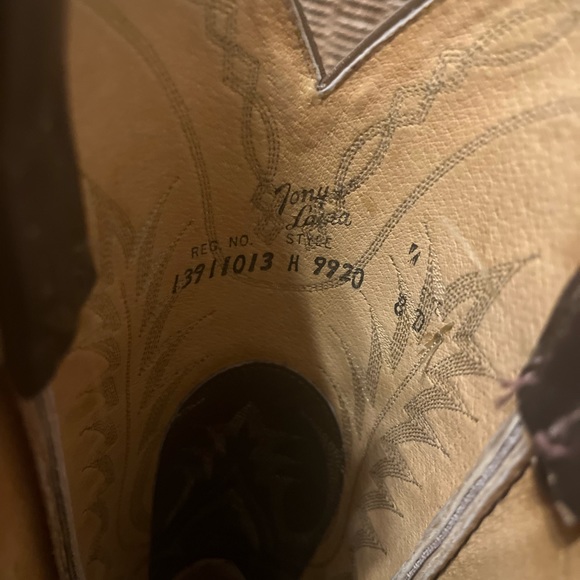 Tony
Lama
REG. NO. STYLE
13911013 H 9920
8 D